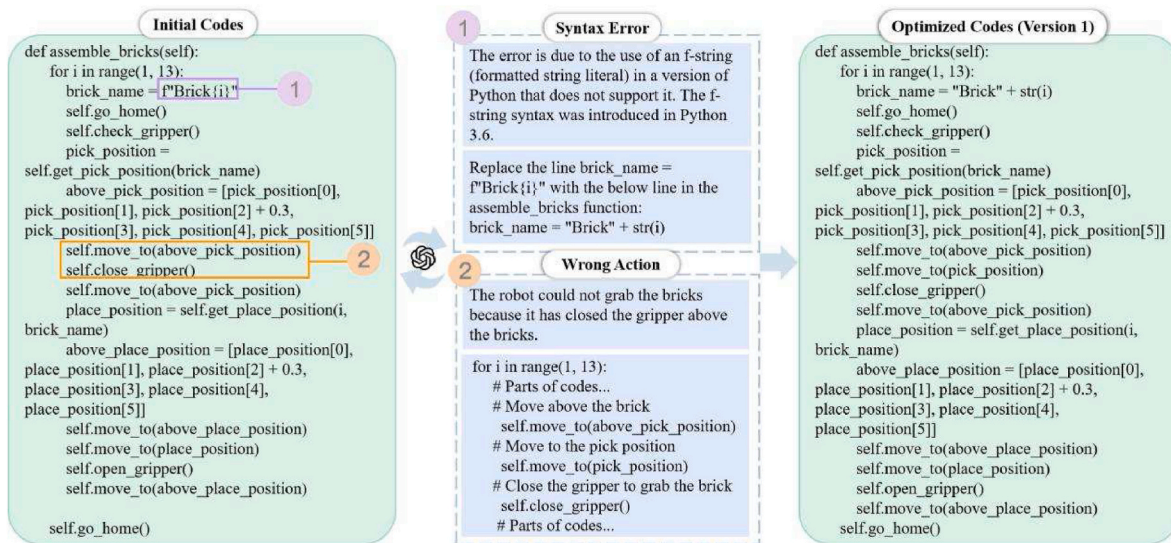 Initial Codes
def assemble_bricks(self):
for i in range(1, 13):
brick_name = f"Brick{i}"
1
self.go_home()
self.check_gripper()
pick_position =
self.get_pick_position(brick_name)
above_pick_position = [pick_position[0],
pick_position[1], pick_position[2] + 0.3,
pick_position[3], pick_position[4], pick_position[5]]
self.move_to(above_pick_position)
self.close_gripper()
2
self.move_to(above_pick_position)
place_position = self.get_place_position(i,
brick_name)
above_place_position = [place_position[0],
place_position[1], place_position[2] + 0.3,
place_position[3], place_position[4],
place_position[5]]
self.move_to(above_place_position)
self.move_to(place_position)
self.open_gripper()
self.move_to(above_place_position)
self.go_home()
1
Syntax Error
The error is due to the use of an f-string
(formatted string literal) in a version of
Python that does not support it. The f-
string syntax was introduced in Python
3.6.
Replace the line brick_name =
f"Brick{i}" with the below line in the
assemble_bricks function:
brick_name = "Brick" + str(i)
2
Wrong Action
The robot could not grab the bricks
because it has closed the gripper above
the bricks.
for i in range(1, 13):
# Parts of codes...
# Move above the brick
self.move_to(above_pick_position)
# Move to the pick position
self.move_to(pick_position)
# Close the gripper to grab the brick
self.close_gripper()
# Parts of codes...
Optimized Codes (Version 1)
def assemble_bricks(self):
for i in range(1, 13):
brick_name = "Brick" + str(i)
self.go_home()
self.check_gripper()
pick_position =
self.get_pick_position(brick_name)
above_pick_position = [pick_position[0],
pick_position[1], pick_position[2] + 0.3,
pick_position[3], pick_position[4], pick_position[5]]
self.move_to(above_pick_position)
self.move_to(pick_position)
self.close_gripper()
self.move_to(above_pick_position)
place_position = self.get_place_position(i,
brick_name)
above_place_position = [place_position[0],
place_position[1], place_position[2] + 0.3,
place_position[3], place_position[4],
place_position[5]]
self.move_to(above_place_position)
self.move_to(place_position)
self.open_gripper()
self.move_to(above_place_position)
self.go_home()